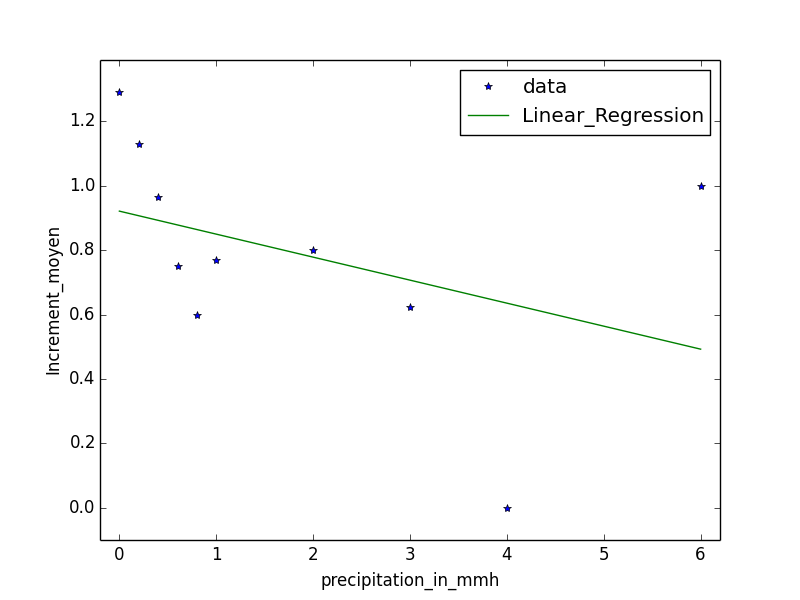 data
Linear_Regression
1.2
1.0
0.8
0.6
0.4
0.2
0.0
Increment_moyen
0 1 2 3 4 5 6
precipitation_in_mmh